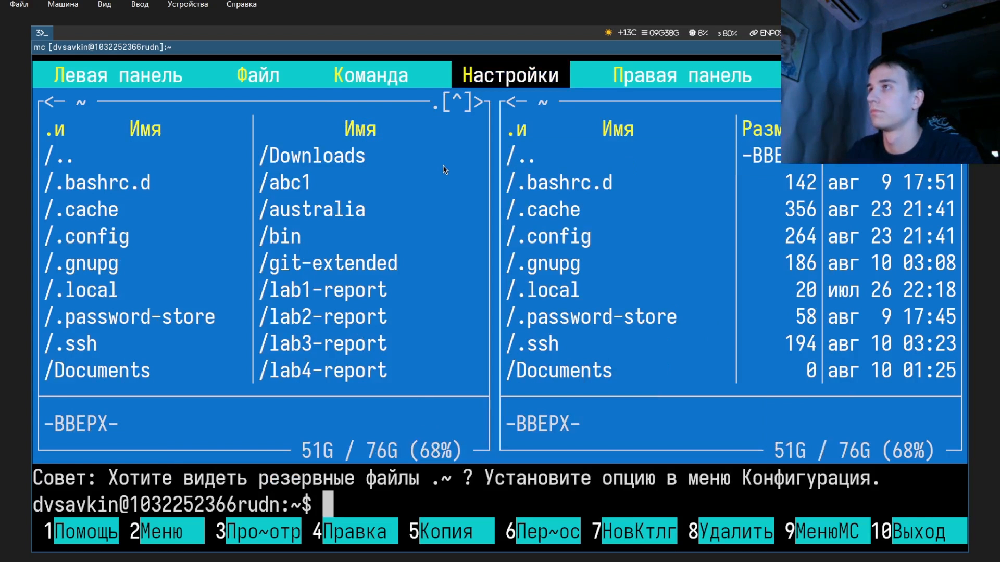 Файл Машина Вид Ввод Устройства Справка
3>_ +13C 09G38G 8% 3 80%
mc [dvsavkin@1032252366rudn]:~
Левая панель Файл Команда Настройки Правая панель
<— ~ .[^]> <— ~
.и Имя Имя .и Имя
/.. /Downloads /..
/.bashrc.d /abc1 /.bashrc.d 142 авг 9 17:51
/.cache /australia /.cache 356 авг 23 21:41
/.config /bin /.config 264 авг 23 21:41
/.gnupg /git-extended /.gnupg 186 авг 10 03:08
/.local /lab1-report /.local 20 июл 26 22:18
/.password-store /lab2-report /.password-store 58 авг 9 17:45
/.ssh /lab3-report /.ssh 194 авг 10 03:23
/Documents /lab4-report /Documents 0 авг 10 01:25
-ВВЕРХ- -ВВЕРХ-
51G / 76G (68%) 51G / 76G (68%)
Совет: Хотите видеть резервные файлы .~ ? Установите опцию в меню Конфигурация.
dvsavkin@1032252366rudn:~$
1Помощь 2Меню 3Про~отр 4Правка 5Копия 6Пер~ос 7НовКтлг 8Удалить 9МенюМС 10Выход